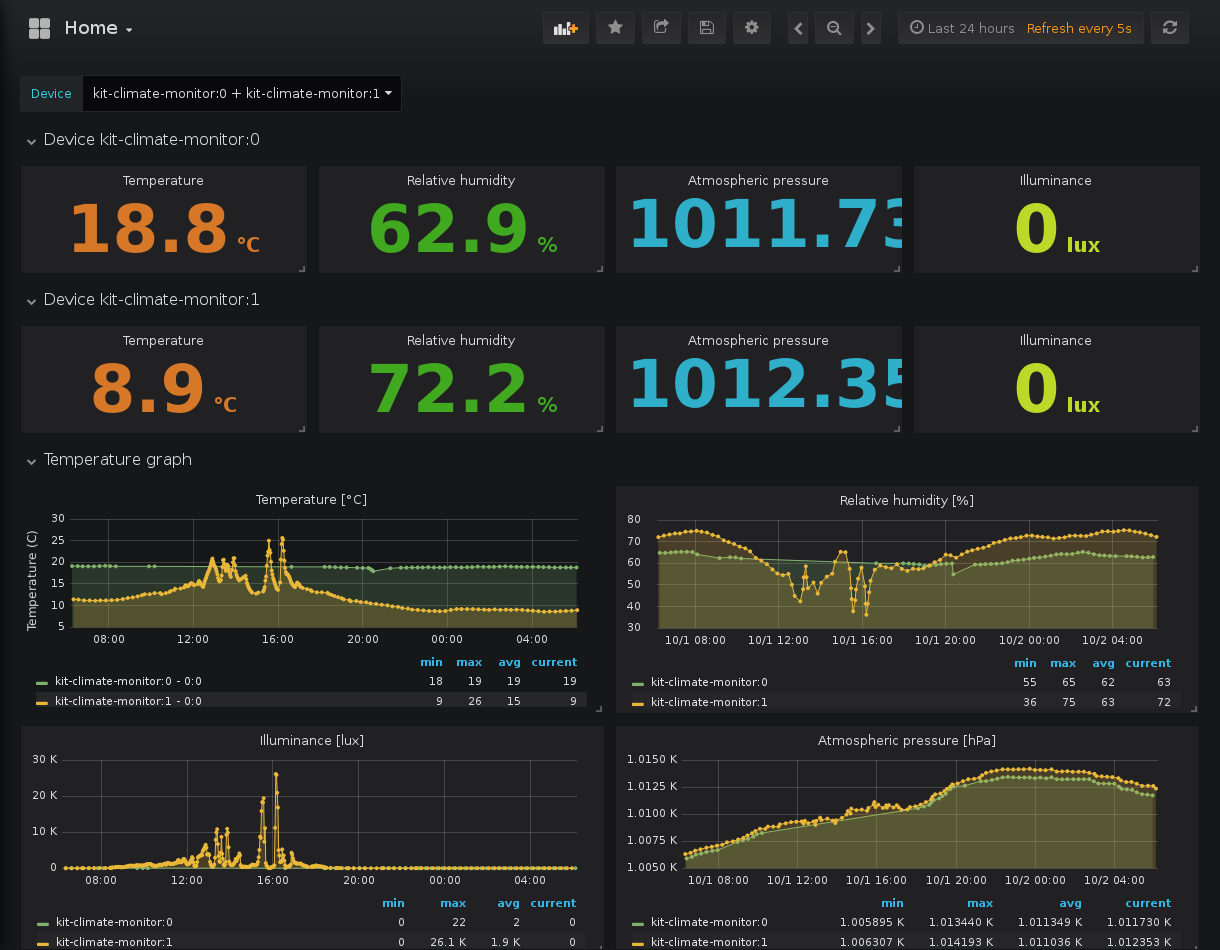 Home
Last 24 hours Refresh every 5s
Device kit-climate-monitor:0 + kit-climate-monitor:1
Device kit-climate-monitor:0
Temperature Relative humidity Atmospheric pressure Illuminance
18.8 °C 62.9 % 1011.73 0 lux
Device kit-climate-monitor:1
Temperature Relative humidity Atmospheric pressure Illuminance
8.9 °C 72.2 % 1012.35 0 lux
Temperature graph
Temperature [°C]
Temperature (C)
30
25
20
15
10
5
08:00 12:00 16:00 20:00 00:00 04:00
min max avg current
kit-climate-monitor:0 - 0:0 18 19 19 19
kit-climate-monitor:1 - 0:0 9 26 15 9
Relative humidity [%]
80
70
60
50
40
30
10/1 08:00 10/1 12:00 10/1 16:00 10/1 20:00 10/2 00:00 10/2 04:00
min max avg current
kit-climate-monitor:0 55 65 62 63
kit-climate-monitor:1 36 75 63 72
Illuminance [lux]
30 K
20 K
10 K
0
08:00 12:00 16:00 20:00 00:00 04:00
min max avg current
kit-climate-monitor:0 0 22 2 0
kit-climate-monitor:1 0 26.1 K 1.9 K 0
Atmospheric pressure [hPa]
1.0150 K
1.0125 K
1.0100 K
1.0075 K
1.0050 K
10/1 08:00 10/1 12:00 10/1 16:00 10/1 20:00 10/2 00:00 10/2 04:00
min max avg current
kit-climate-monitor:0 1.005895 K 1.013440 K 1.011349 K 1.011730 K
kit-climate-monitor:1 1.006307 K 1.014193 K 1.011036 K 1.012353 K